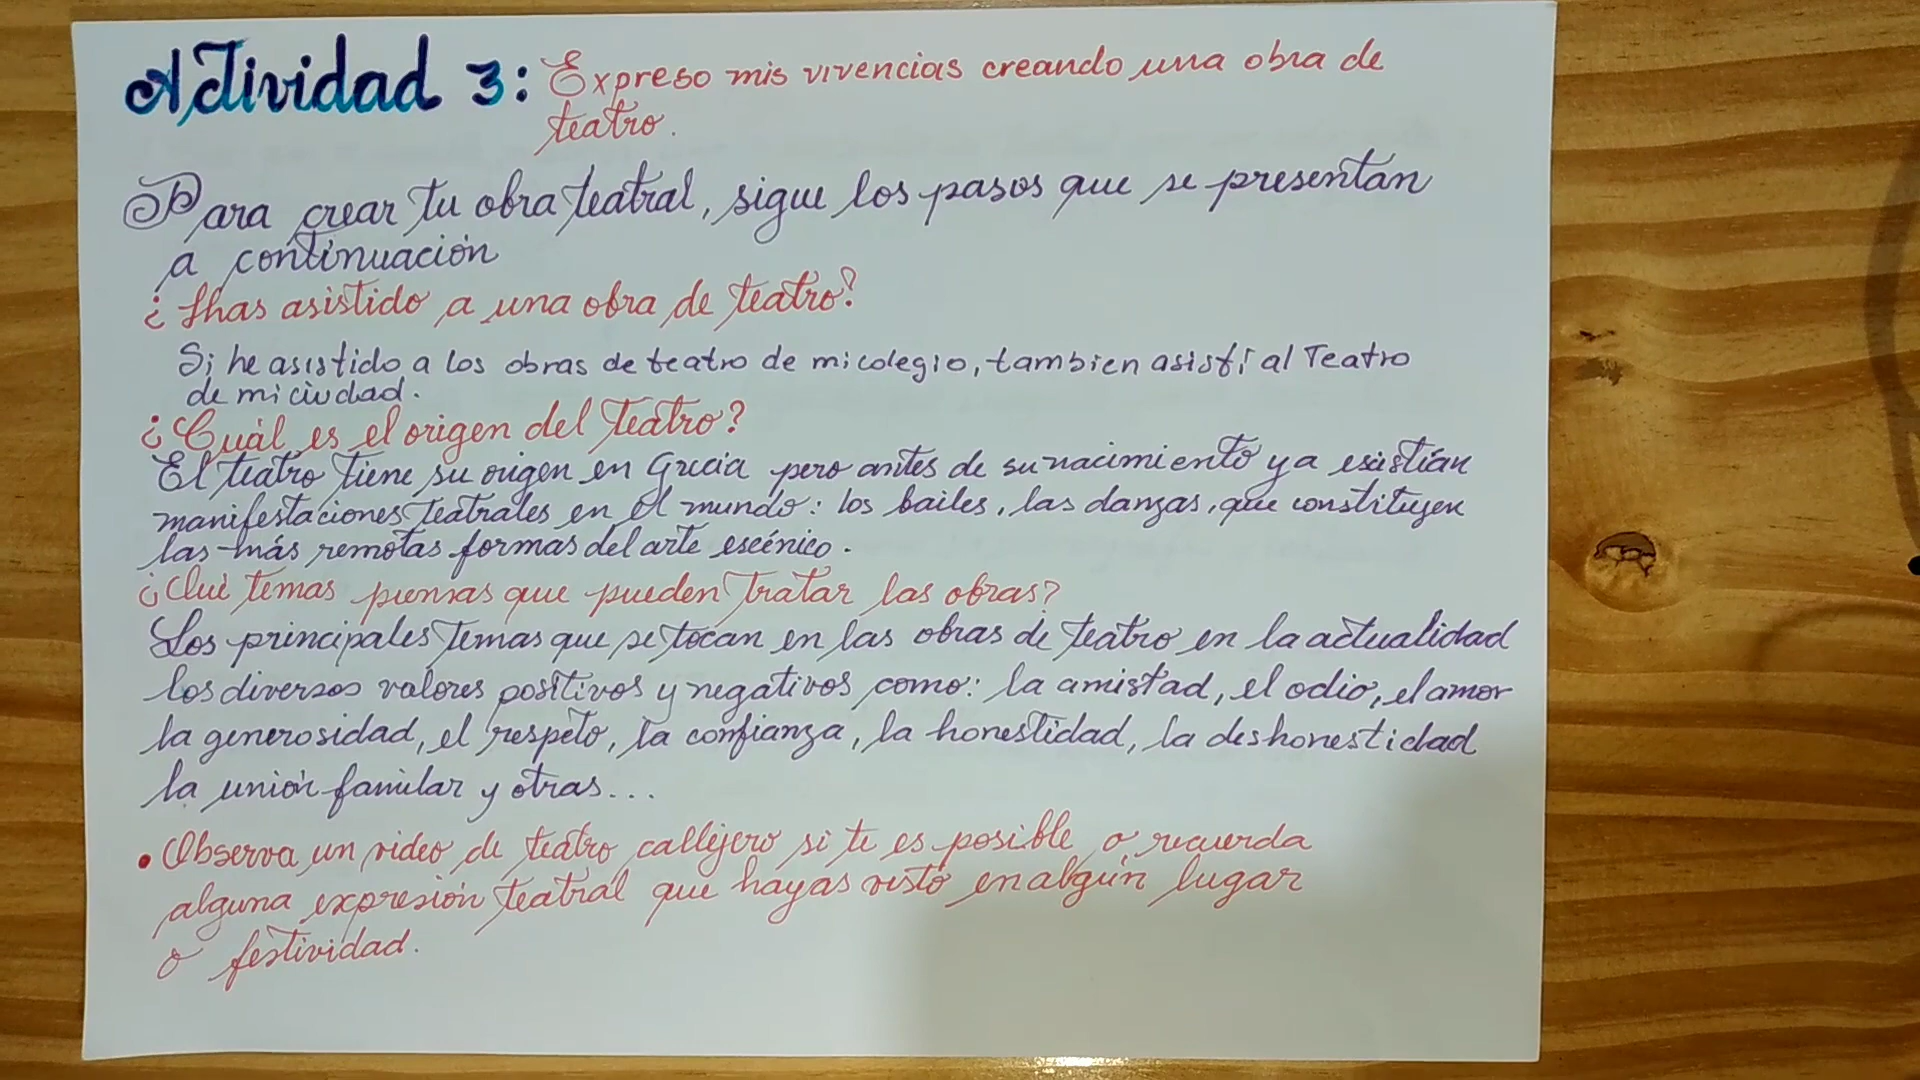 Actividad 3: Expreso mis vivencias creando una obra de
teatro.
Para crear tu obra teatral, sigue los pasos que se presentan
a continuación
¿Has asistido a una obra de teatro?
Si he asistido a los obras de teatro de mi colegio, tambien asistí al Teatro
de mi ciudad.
¿Cuál es el origen del teatro?
El teatro tiene su origen en Grecia pero antes de su nacimiento ya existían
manifestaciones teatrales en el mundo: los bailes, las danzas, que constituyen
las más remotas formas del arte escénico.
¿Qué temas piensas que pueden tratar las obras?
Los principales temas que se tocan en las obras de teatro en la actualidad
los diversos valores positivos y negativos como: la amistad, el odio, el amor
la generosidad, el respeto, la confianza, la honestidad, la deshonestidad
la unión familar y otras...
• Observa un video de teatro callejero si te es posible o recuerda
alguna expresión teatral que hayas visto en algún lugar
o festividad.